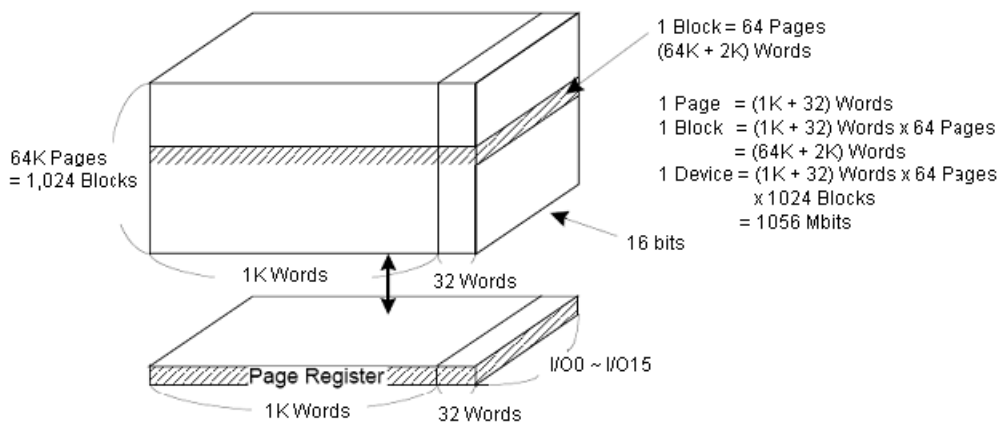 1 Block = 64 Pages
(64K + 2K) Words
1 Page = (1K + 32) Words
1 Block = (1K + 32) Words x 64 Pages
= (64K + 2K) Words
1 Device = (1K + 32) Words x 64 Pages
x 1024 Blocks
= 1056 Mbits
64K Pages
= 1,024 Blocks
16 bits
1K Words
32 Words
I/O0 ~ I/O15
Page Register
1K Words
32 Words